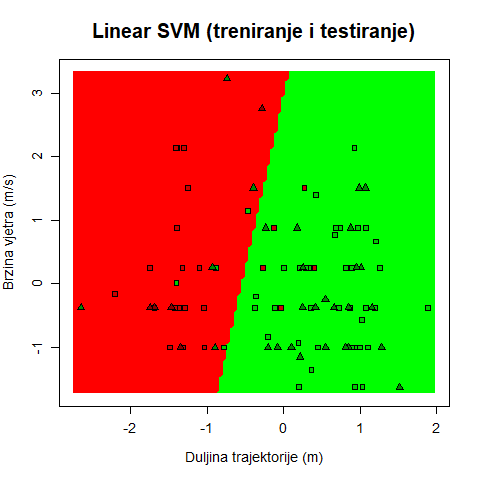 Linear SVM (treniranje i testiranje)
Brzina vjetra (m/s)
3
2
1
0
-1
-2 -1 0 1 2
Duljina trajektorije (m)